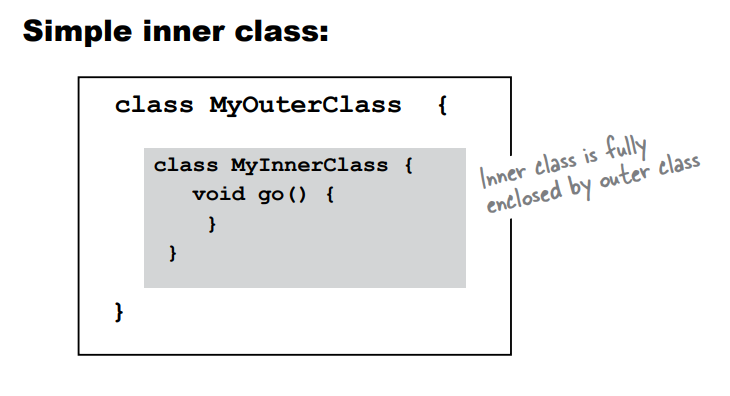 Simple inner class:
class MyOuterClass {
class MyInnerClass {
void go() {
}
}
}
Inner class is fully
enclosed by outer class